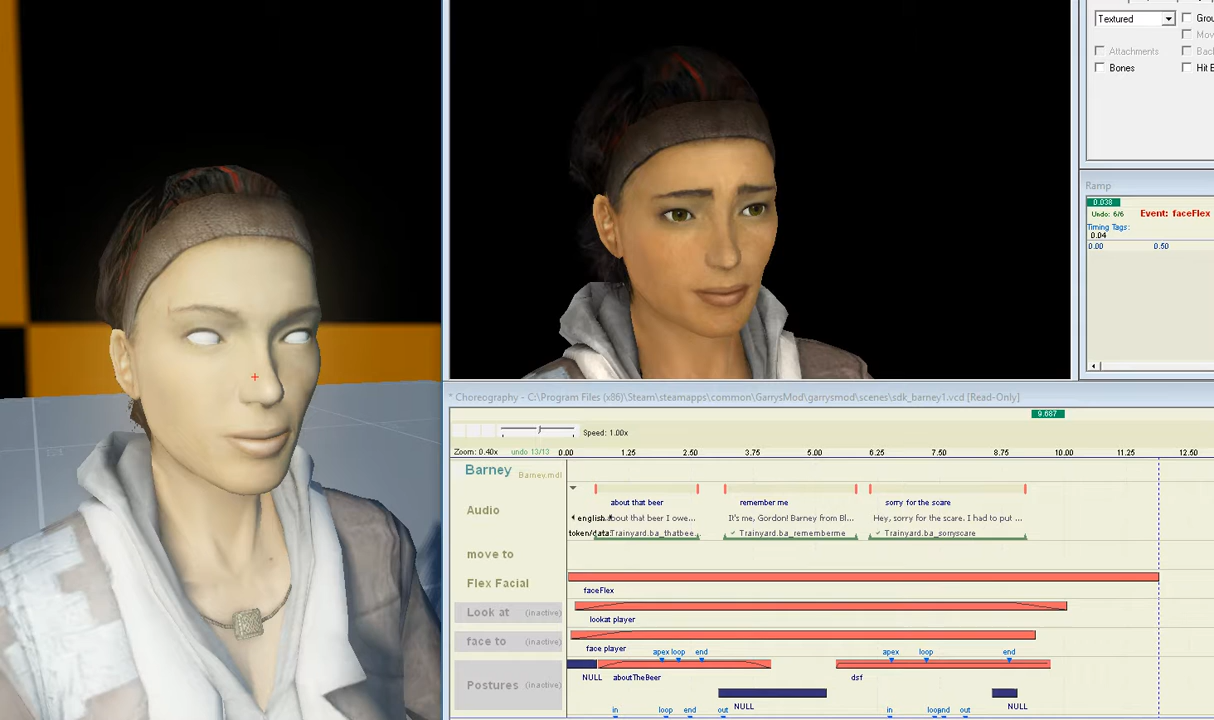 Textured
Grou
Mov
Attachments
Back
Bones
Hit B
Ramp
0.038
Undo: 6/6
Event: faceFlex
Timing Tags:
0.04
0.00 0.50
* Choreography - C:\Program Files (x86)\Steam\steamapps\common\GarrysMod\garrysmod\scenes\sdk_barney1.vcd [Read-Only]
9.687
Speed: 1.00x
Zoom: 0.40x undo 13/13 0.00 1.25 2.50 3.75 5.00 6.25 7.50 8.75 10.00 11.25 12.50
Barney Barney.mdl
about that beer remember me sorry for the scare
Audio
english bout that beer I owe... It's me, Gordon! Barney from Bl... Hey, sorry for the scare. I had to put ...
token/data: Trainyard.ba_thatbee... Trainyard.ba_rememberme Trainyard.ba_sorryscare
move to
Flex Facial
faceFlex
Look at (inactive)
lookat player
face to (inactive)
face player
apex loop end apex loop end
NULL aboutTheBeer dsf
Postures (inactive)
NULL NULL
in loop end out in loop end out